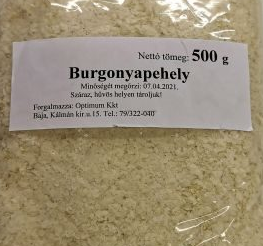 Nettó tömeg: 500 g
Burgonyapehely
Minőségét megőrzi: 07.04.2021.
Száraz, hűvös helyen tároljuk!
Forgalmazza: Optimum Kkt
Baja, Kálmán kir.u.15. Tel.: 79/322-040